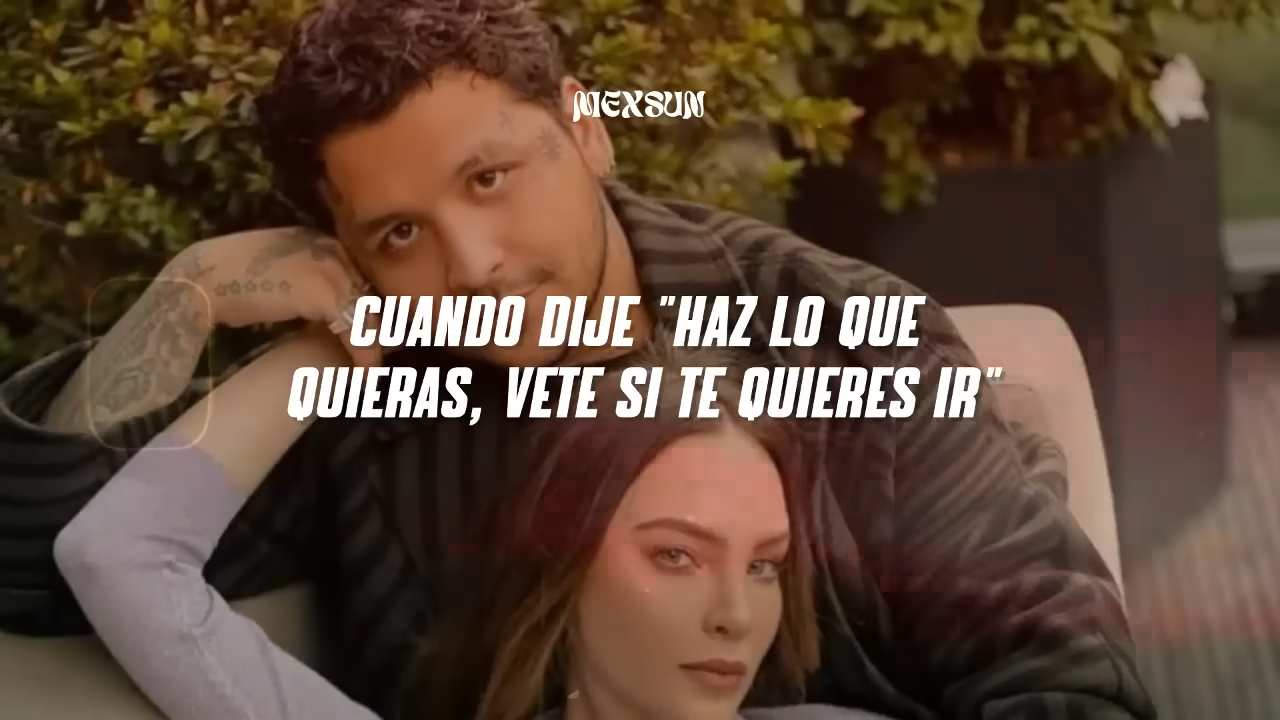 MEXSUN
CUANDO DIJE "HAZ LO QUE
QUIERAS, VETE SI TE QUIERES IR"